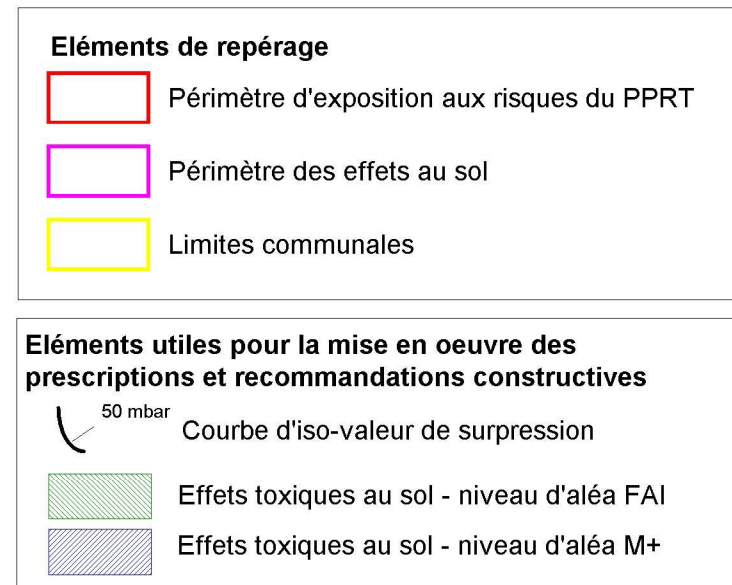 Eléments de repérage
Périmètre d'exposition aux risques du PPRT
Périmètre des effets au sol
Limites communales
Eléments utiles pour la mise en oeuvre des
prescriptions et recommandations constructives
50 mbar
Courbe d'iso-valeur de surpression
Effets toxiques au sol - niveau d'aléa FAI
Effets toxiques au sol - niveau d'aléa M+